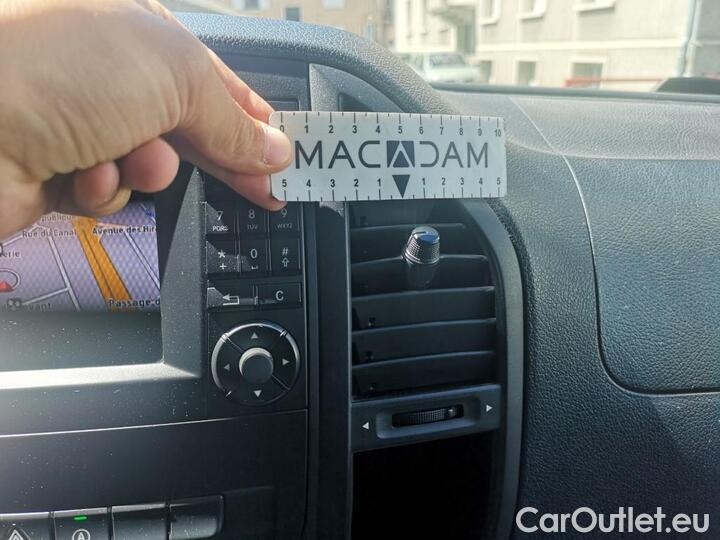 0 1 2 3 4 5 6 7 8 9 10
MACADAM
5 4 3 2 1 1 2 3 4 5
Rue du Canal
Avenue des
Passage
7 8 9
PQRS TUV WXYZ
* 0 #
+
C
A
CarOutlet.eu